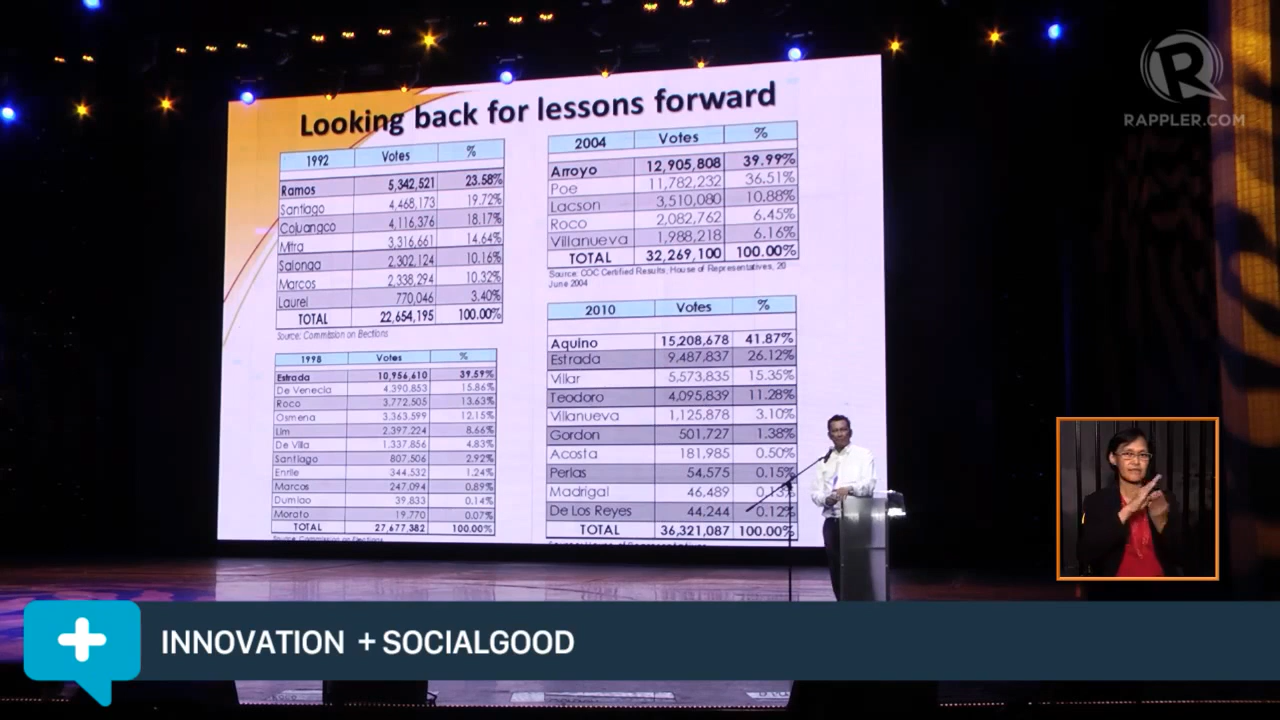 Looking back for lessons forward
1992 Votes %
Ramos 5,342,521 23.58%
Santiago 4,468,173 19.72%
Cojuangco 4,116,376 18.17%
Mitra 3,316,661 14.64%
Salonga 2,302,124 10.16%
Marcos 2,338,294 10.32%
Laurel 770,046 3.40%
TOTAL 22,654,195 100.00%
Source: Commission on Elections
1998 Votes %
Estrada 10,956,610 39.59%
De Venecia 4,390,853 15.86%
Roco 3,772,505 13.63%
Osmena 3,363,599 12.15%
Lim 2,397,224 8.66%
De Villa 1,337,856 4.83%
Santiago 807,506 2.92%
Enrile 344,532 1.24%
Marcos 247,094 0.89%
Dumlao 39,833 0.14%
Morato 19,770 0.07%
TOTAL 27,677,382 100.00%
Source: Commission on Elections
2004 Votes %
Arroyo 12,905,808 39.99%
Poe 11,782,232 36.51%
Lacson 3,510,080 10.88%
Roco 2,082,762 6.45%
Villanueva 1,988,218 6.16%
TOTAL 32,269,100 100.00%
Source: COC Certified Results, House of Representatives, 20
June 2004
2010 Votes %
Aquino 15,208,678 41.87%
Estrada 9,487,837 26.12%
Villar 5,573,835 15.35%
Teodoro 4,095,839 11.28%
Villanueva 1,125,878 3.10%
Gordon 501,727 1.38%
Acosta 181,985 0.50%
Perlas 54,575 0.15%
Madrigal 46,489 0.13%
De Los Reyes 44,244 0.12%
TOTAL 36,321,087 100.00%
Source: House of Representatives
R
RAPPLER.COM
INNOVATION + SOCIALGOOD